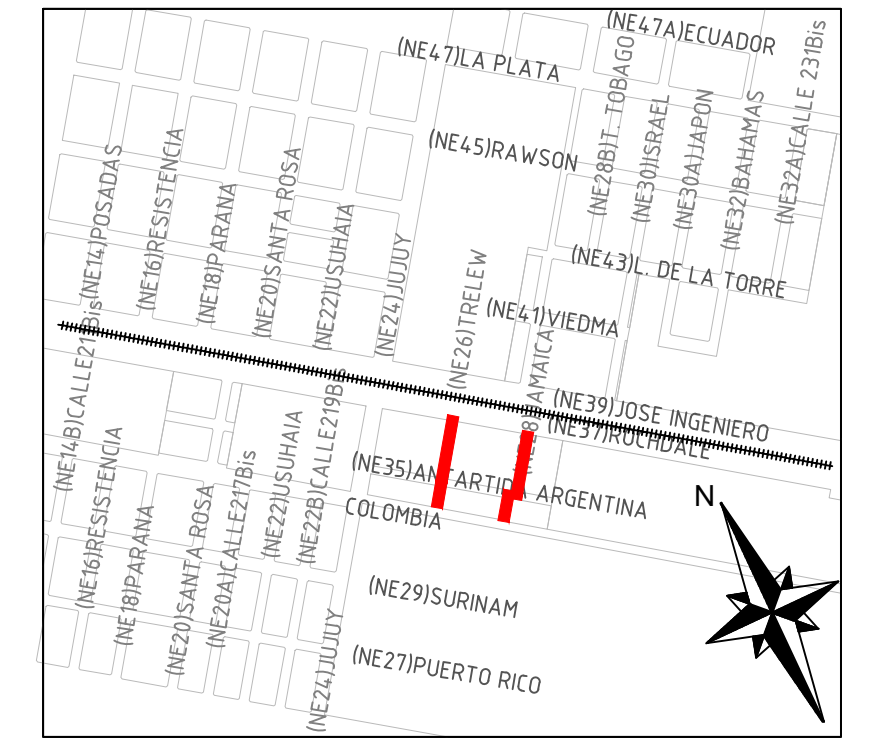 (NE47A)ECUADOR
(NE47)LA PLATA
(NE45)RAWSON
(NE28B)T. TOBAGO
(NE30)ISRAEL
(NE30A)JAPON
(NE32)BAHAMAS
(NE32A)CALLE 231Bis
(NE14)POSADAS
(NE16)RESISTENCIA
(NE18)PARANA
(NE20)SANTA ROSA
(NE22)USUHAIA
(NE24)JUJUY
(NE26)TRELEW
(NE43)L. DE LA TORRE
(NE41)VIEDMA
(NE28)JAMAICA
(NE39)JOSE INGENIERO
(NE37)ROCHDALE
(NE14B)CALLE217Bis
(NE22B)CALLE219Bis
(NE35)ANTARTIDA ARGENTINA
COLOMBIA
N
(NE16)RESISTENCIA
(NE18)PARANA
(NE20)SANTA ROSA
(NE20A)CALLE217Bis
(NE22)USUHAIA
(NE29)SURINAM
(NE24)JUJUY
(NE27)PUERTO RICO